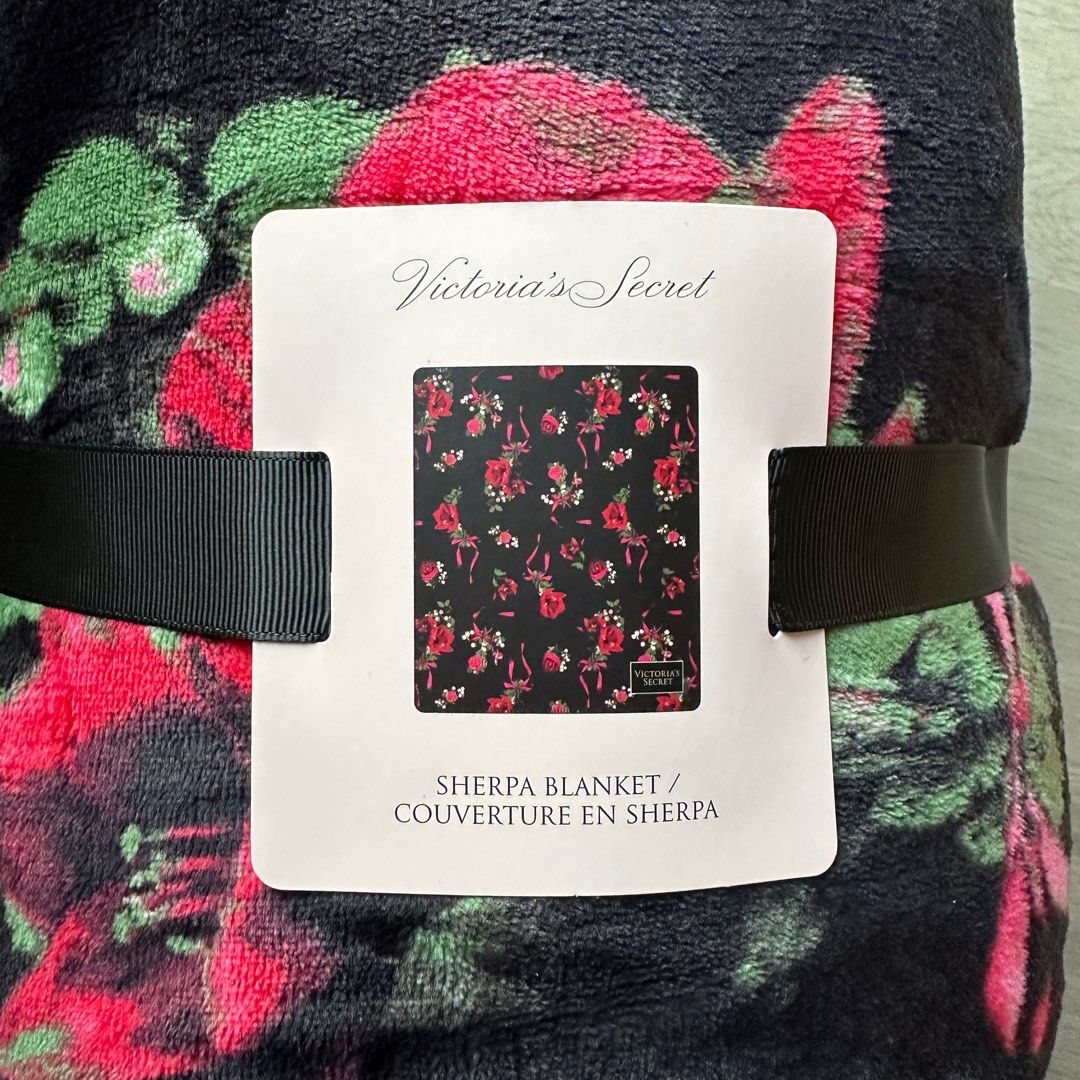 Victoria's Secret
VICTORIA'S
SECRET
SHERPA BLANKET /
COUVERTURE EN SHERPA